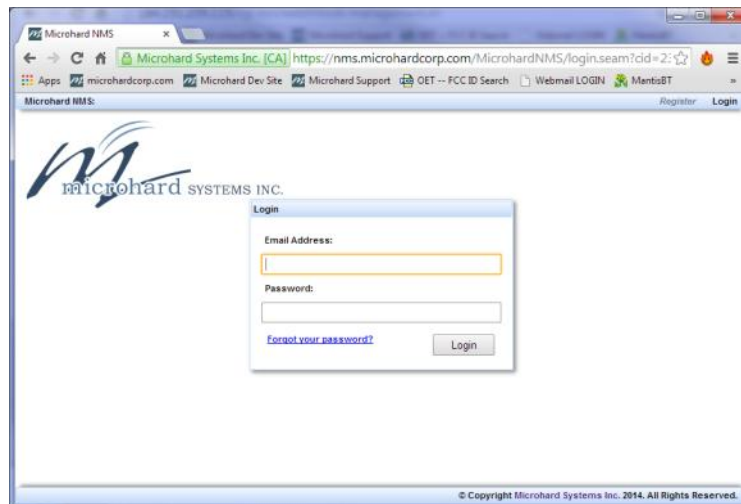 Microhard NMS
Microhard Systems Inc. [CA] https://nms.microhardcorp.com/MicrohardNMS/login.seam?cid=2
Apps microhardcorp.com Microhard Dev Site Microhard Support OET -- FCC ID Search Webmail LOGIN MantisBT »
Microhard NMS: Register Login
microhard SYSTEMS INC.
Login
Email Address:
Password:
Forgot your password? Login
© Copyright Microhard Systems Inc. 2014. All Rights Reserved.